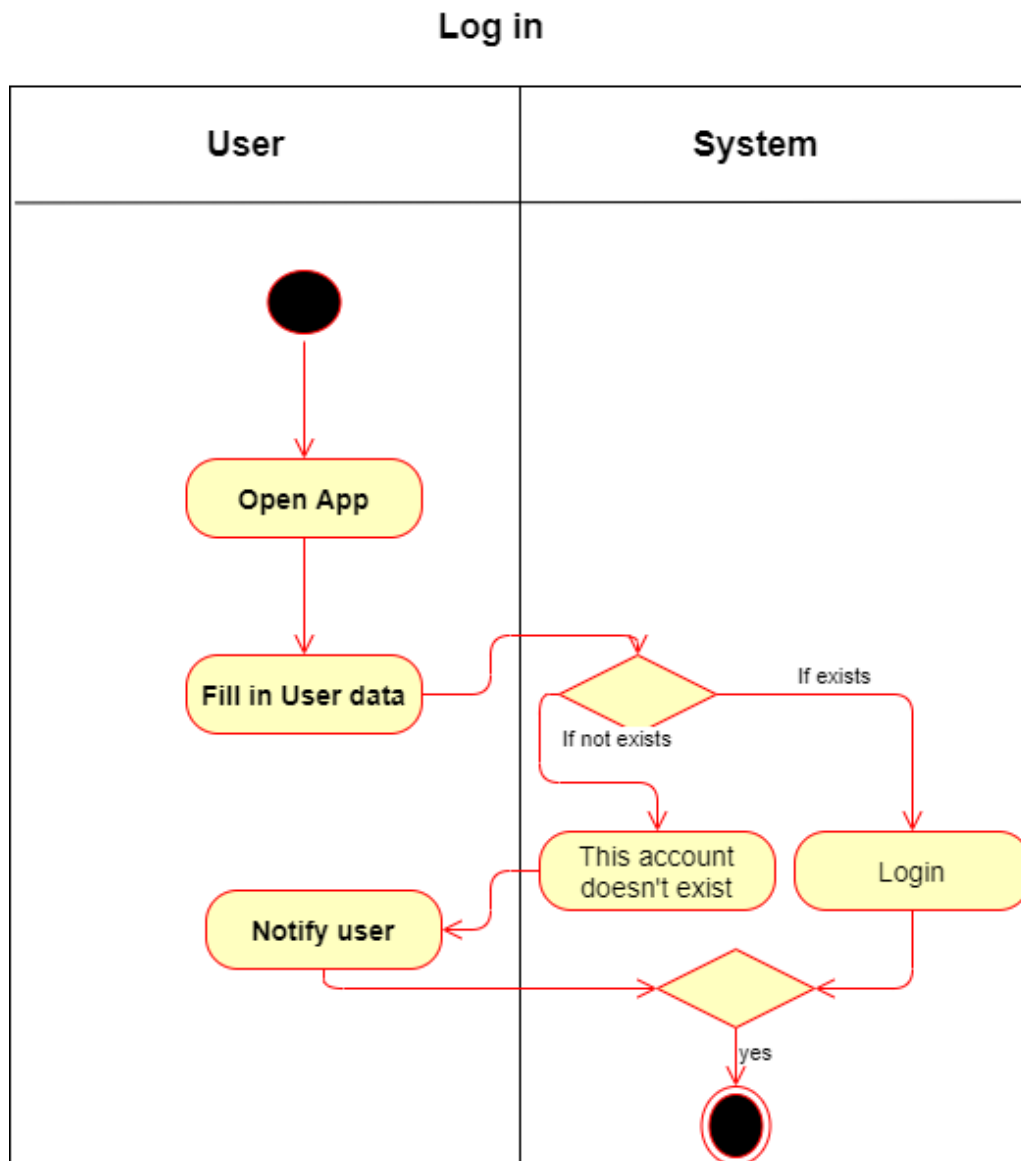 Log in
User
System
Open App
Fill in User data
If exists
If not exists
This account
doesn't exist
Login
Notify user
yes